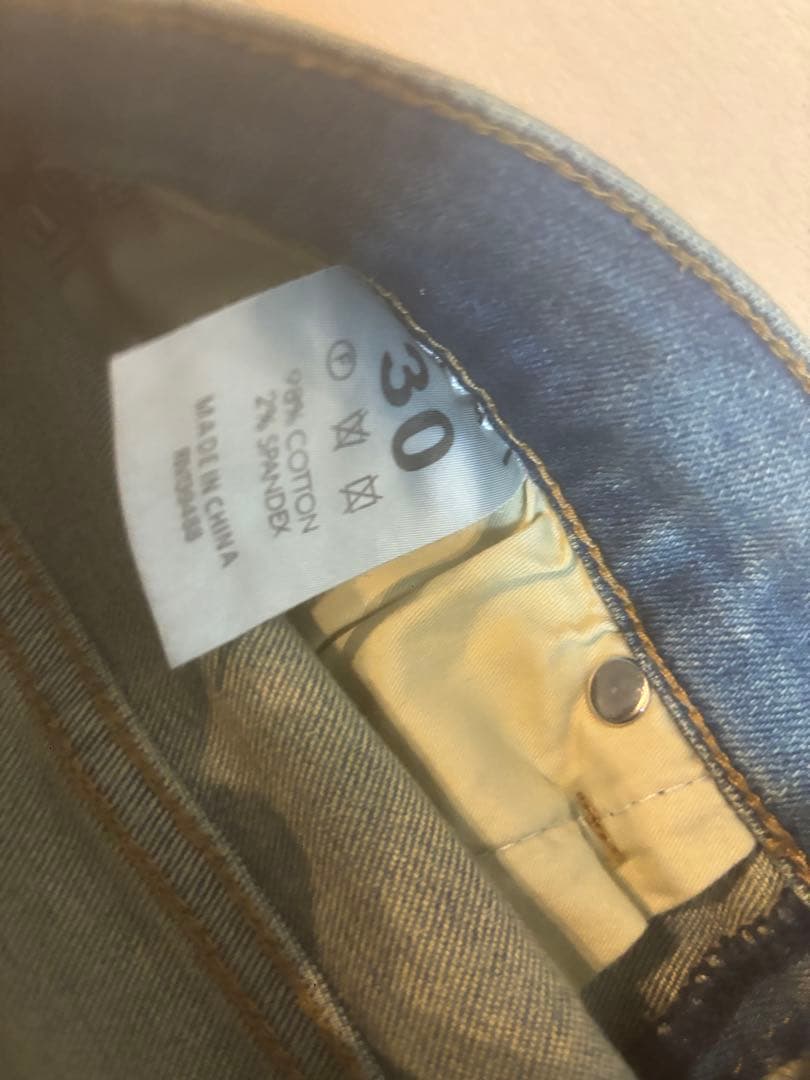 30
F
98% COTTON
2% SPANDEX
MADE IN CHINA